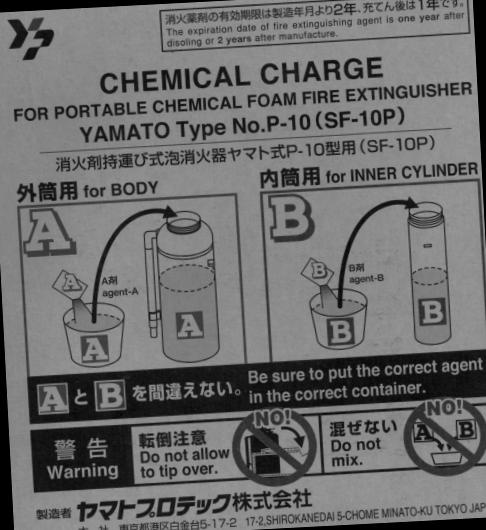 消火薬剤の有効期限は製造年月より2年、充てん後は1年です。
The expiration date of fire extinguishing agent is one year after
disoling or 2 years after manufacture.
CHEMICAL CHARGE
FOR PORTABLE CHEMICAL FOAM FIRE EXTINGUISHER
YAMATO Type No.P-10 (SF-10P)
消火剤持運び式泡消火器ヤマト式P-10型用 (SF-10P)
外筒用 for BODY
A
A剤
agent-A
A
A
A
内筒用 for INNER CYLINDER
B
B剤
agent-B
B
B
B
AとBを間違えない。
Be sure to put the correct agent
in the correct container.
警告
Warning
転倒注意
Do not allow
to tip over.
NO!
混ぜない
Do not
mix.
NO!
A B
製造者 ヤマトプロテック株式会社
本 社 東京都港区白金台5-17-2 17-2,SHIROKANEDAI 5-CHOME MINATO-KU TOKYO